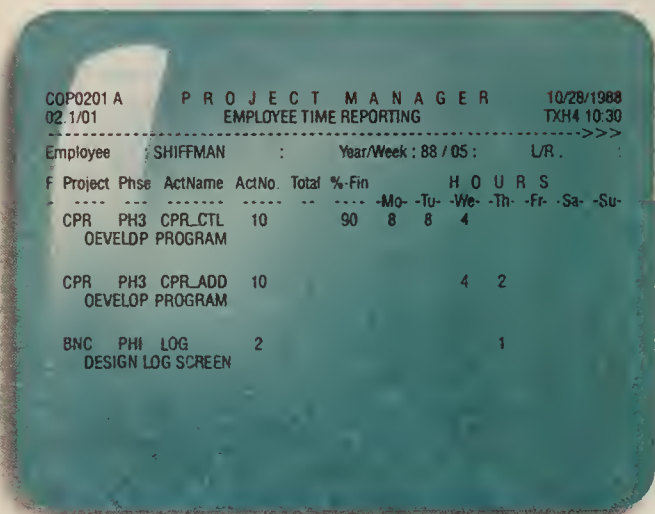 COP0201 A P R O J E C T M A N A G E R 10/28/1988
02.1/01 EMPLOYEE TIME REPORTING TXH4 10:30
------------------------------------------------------------>>>
Employee : SHIFFMAN : Year/Week : 88 / 05 : L/R . :
F Project Phse ActName ActNo. Total %-Fin H O U R S
- ---- --- -------- ------ -- ---- -Mo- -Tu- -We- -Th- -Fr- -Sa- -Su-
CPR PH3 CPR_CTL 10 90 8 8 4
OEVELDP PROGRAM
CPR PH3 CPR_ADD 10 4 2
OEVELOP PROGRAM
BNC PHI LOG 2 1
DESIGN LOG SCREEN